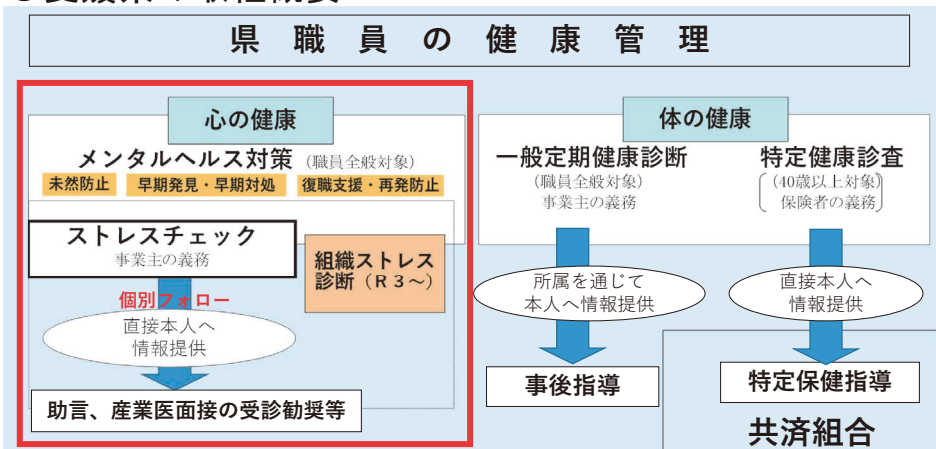 県職員の健康管理
心の健康
メンタルヘルス対策(職員全般対象)
未然防止 早期発見・早期対処 復職支援・再発防止
ストレスチェック
事業主の義務
組織ストレス
診断(R3～)
個別フォロー
直接本人へ
情報提供
助言、産業医面接の受診勧奨等
体の健康
一般定期健康診断
(職員全般対象)
事業主の義務
所属を通じて
本人へ情報提供
事後指導
特定健康診査
(40歳以上対象)
保険者の義務
直接本人へ
情報提供
特定保健指導
共済組合